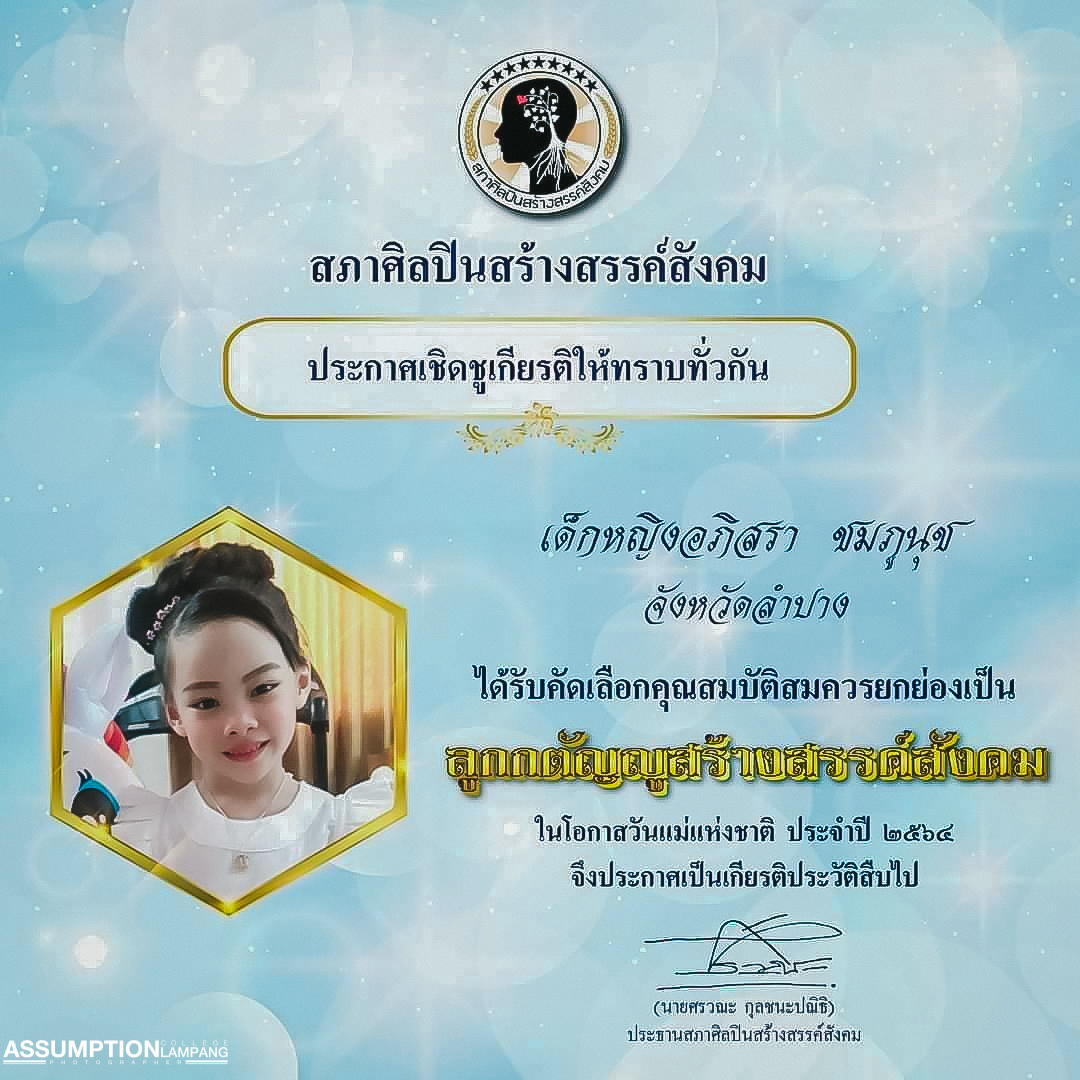 สภาศิลปินสร้างสรรค์สังคม
สภาศิลปินสร้างสรรค์สังคม
ประกาศเชิดชูเกียรติให้ทราบทั่วกัน
เด็กหญิงอภิสรา ชมภูนุช
จังหวัดลำปาง
ได้รับคัดเลือกคุณสมบัติสมควรยกย่องเป็น
ลูกกตัญญูสร้างสรรค์สังคม
ในโอกาสวันแม่แห่งชาติ ประจำปี ๒๕๖๔
จึงประกาศเป็นเกียรติประวัติสืบไป
(นายศรวณะ กุลชนะปณิธิ)
ประธานสภาศิลปินสร้างสรรค์สังคม
ASSUMPTION COLLEGE LAMPANG
PHOTOGRAPHER